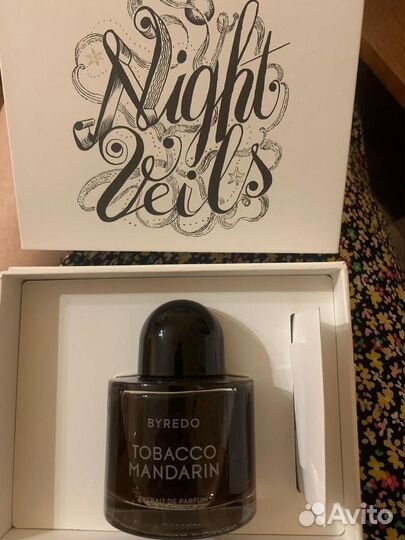 Night
Veils
BYREDO
TOBACCO
MANDARIN
EXTRAIT DE PARFUM
Avito